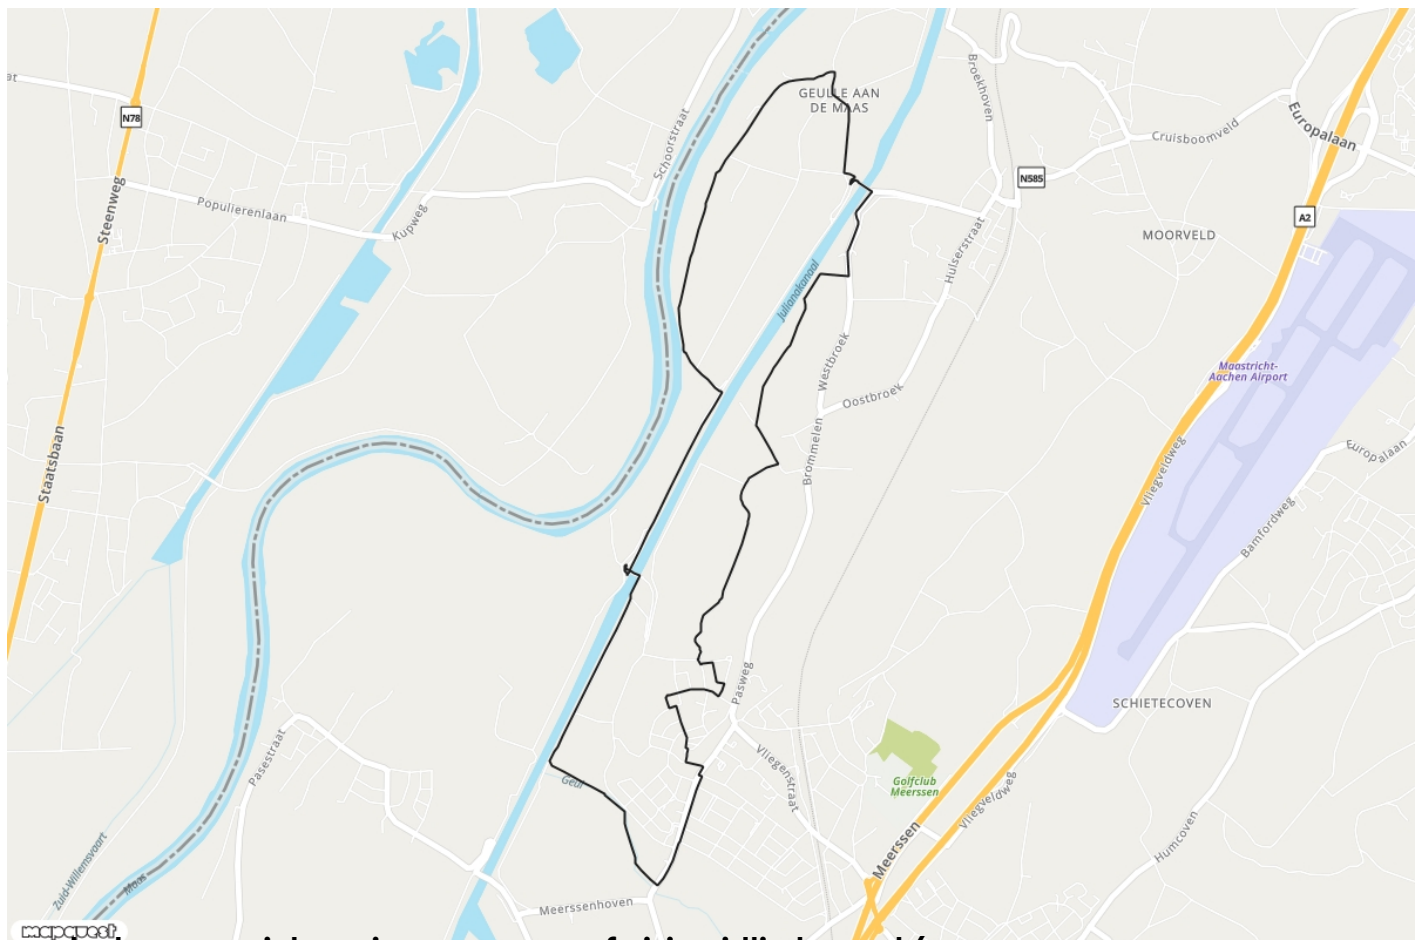 at
N78
Steenweg
Populierenlaan
Kupweg
Schoorstraat
GEULLE AAN
DE MAAS
Broekhoven
Cruisboomveld
Europalaan
N585
A2
MOORVELD
Hulserstraat
Julianakanaal
Westbroek
Oostbroek
Brommelen
Maastricht-
Aachen Airport
Europalaan
Vliegveldweg
Bamfordweg
Staatsbaan
SCHIETECOVEN
Pasweg
Pasestraat
Geul
Vliegenstraat
Golfclub
Meerssen
Vliegveldweg
Meerssen
Humcoven
Zuid-Willemsvaart
Maas
Meerssenhoven
mapquest